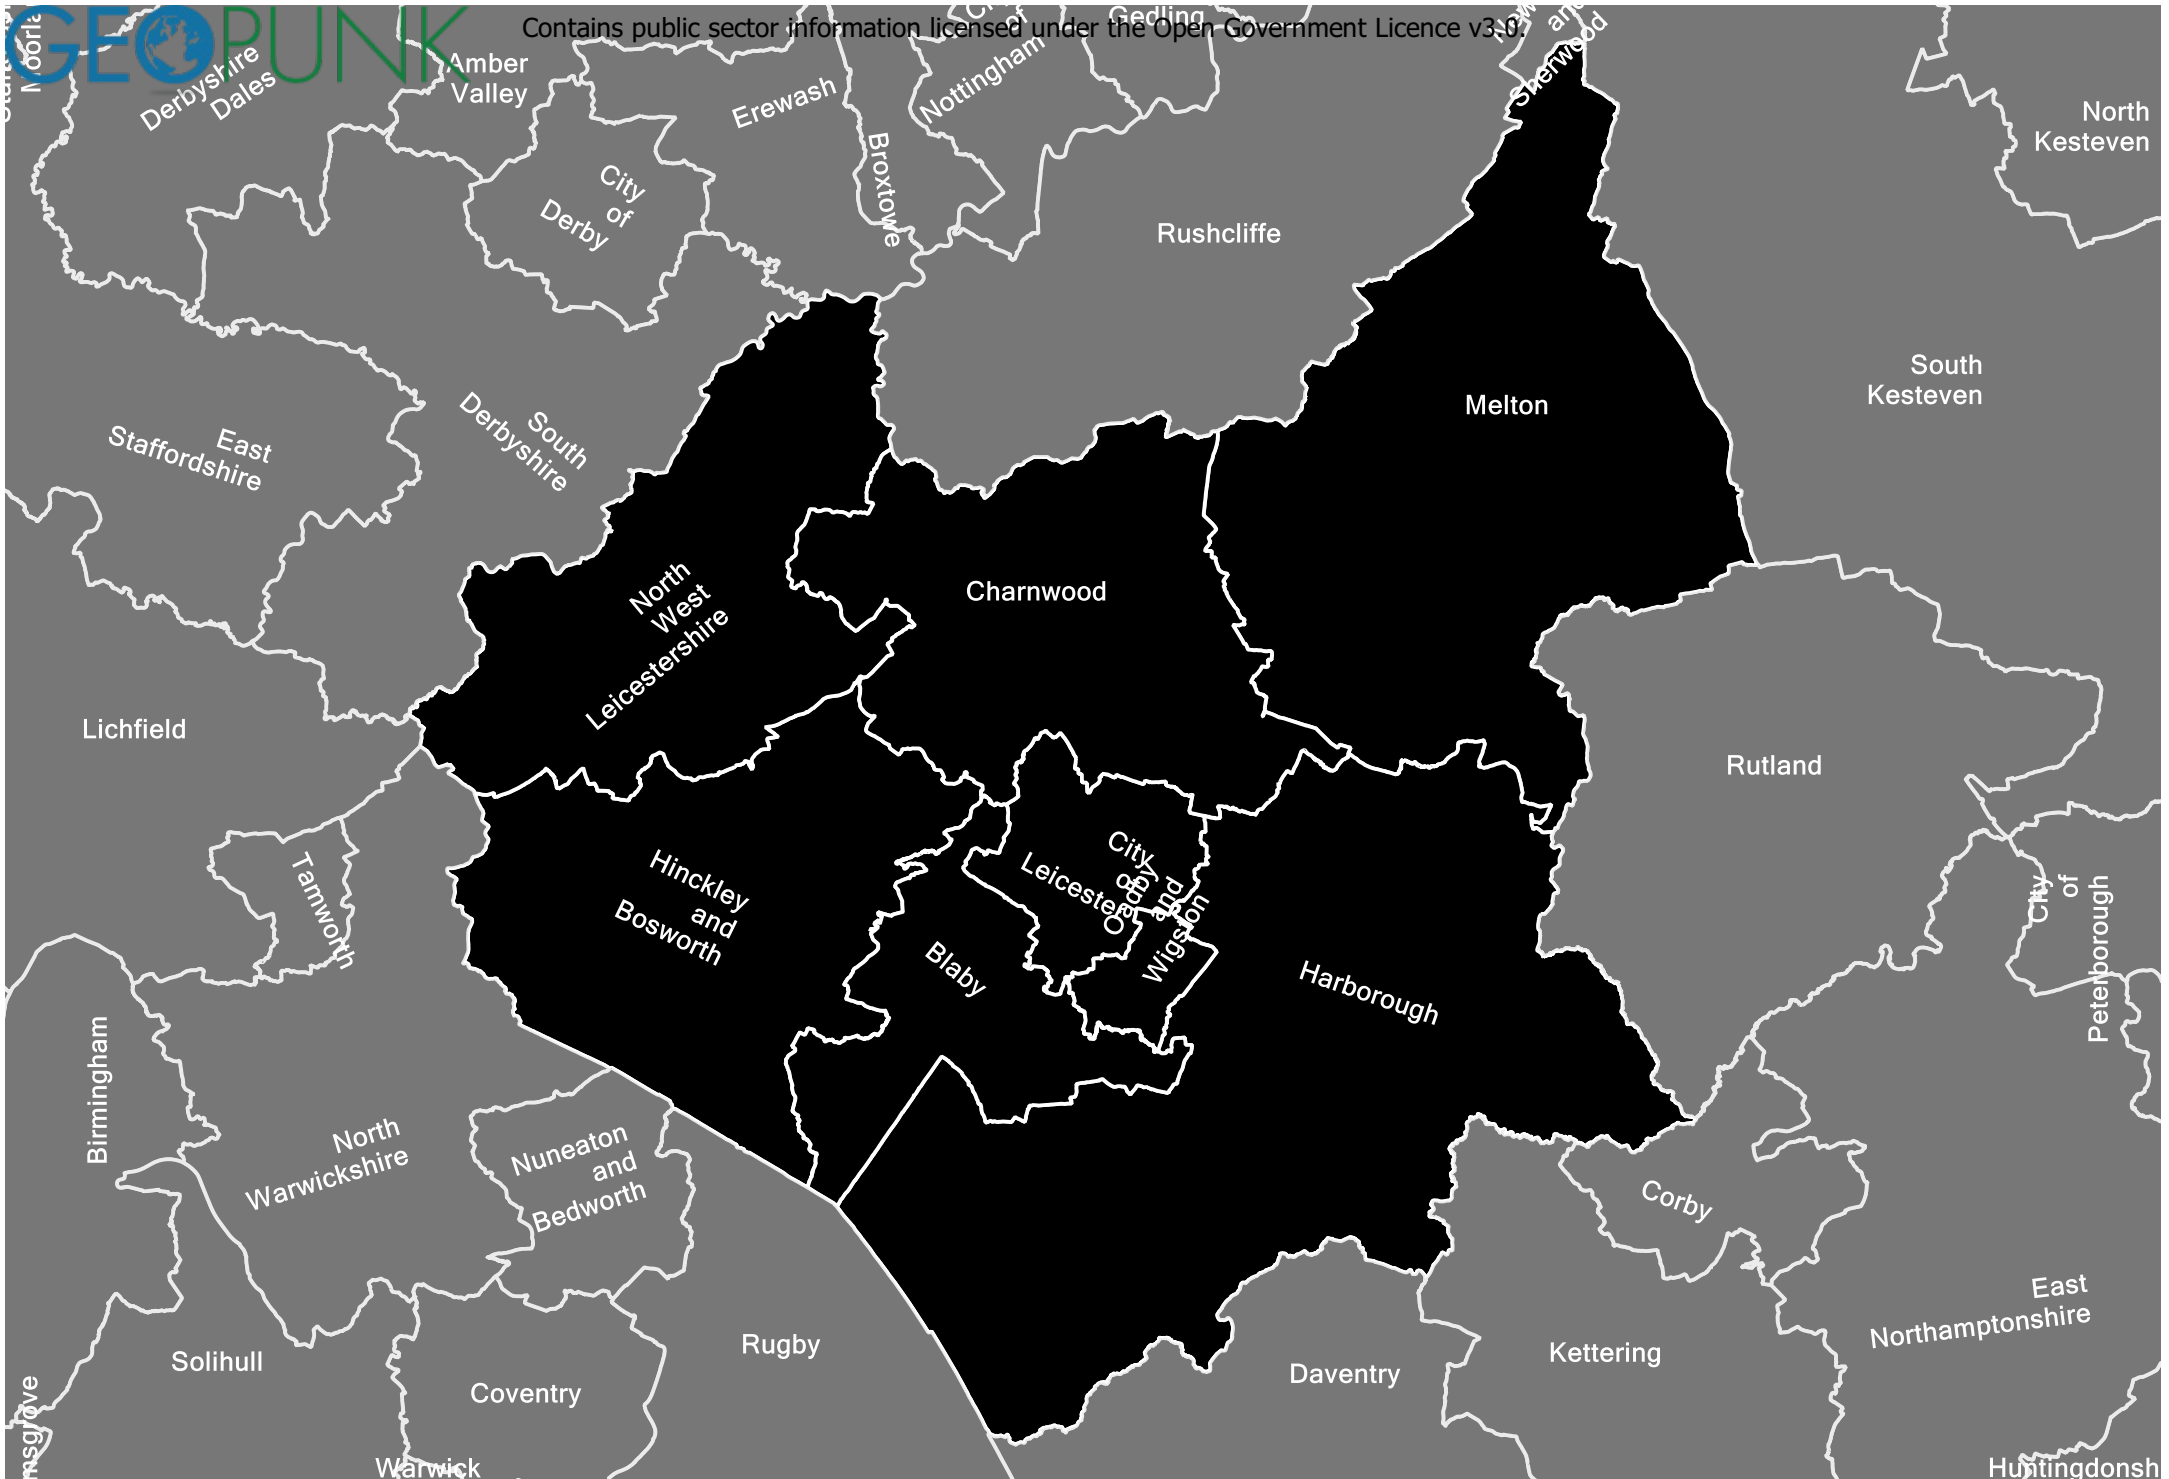 GEOPUNK
Contains public sector information licensed under the Open Government Licence v3.0.
Gedling
and
Sherwood
Derbyshire
Dales
Amber
Valley
Erewash
Nottingham
Broxtowe
North
Kesteven
City
of
Derby
Rushcliffe
South
Kesteven
Melton
East
Staffordshire
South
Derbyshire
North
West
Leicestershire
Charnwood
Lichfield
Rutland
Tamworth
Hinckley
and
Bosworth
City
of
Leicester
Oadby
and
Wigston
Blaby
Harborough
City
of
Peterborough
Birmingham
North
Warwickshire
Nuneaton
and
Bedworth
Corby
East
Northamptonshire
Solihull
Coventry
Rugby
Daventry
Kettering
msgrove
Warwick
Huntingdonsh